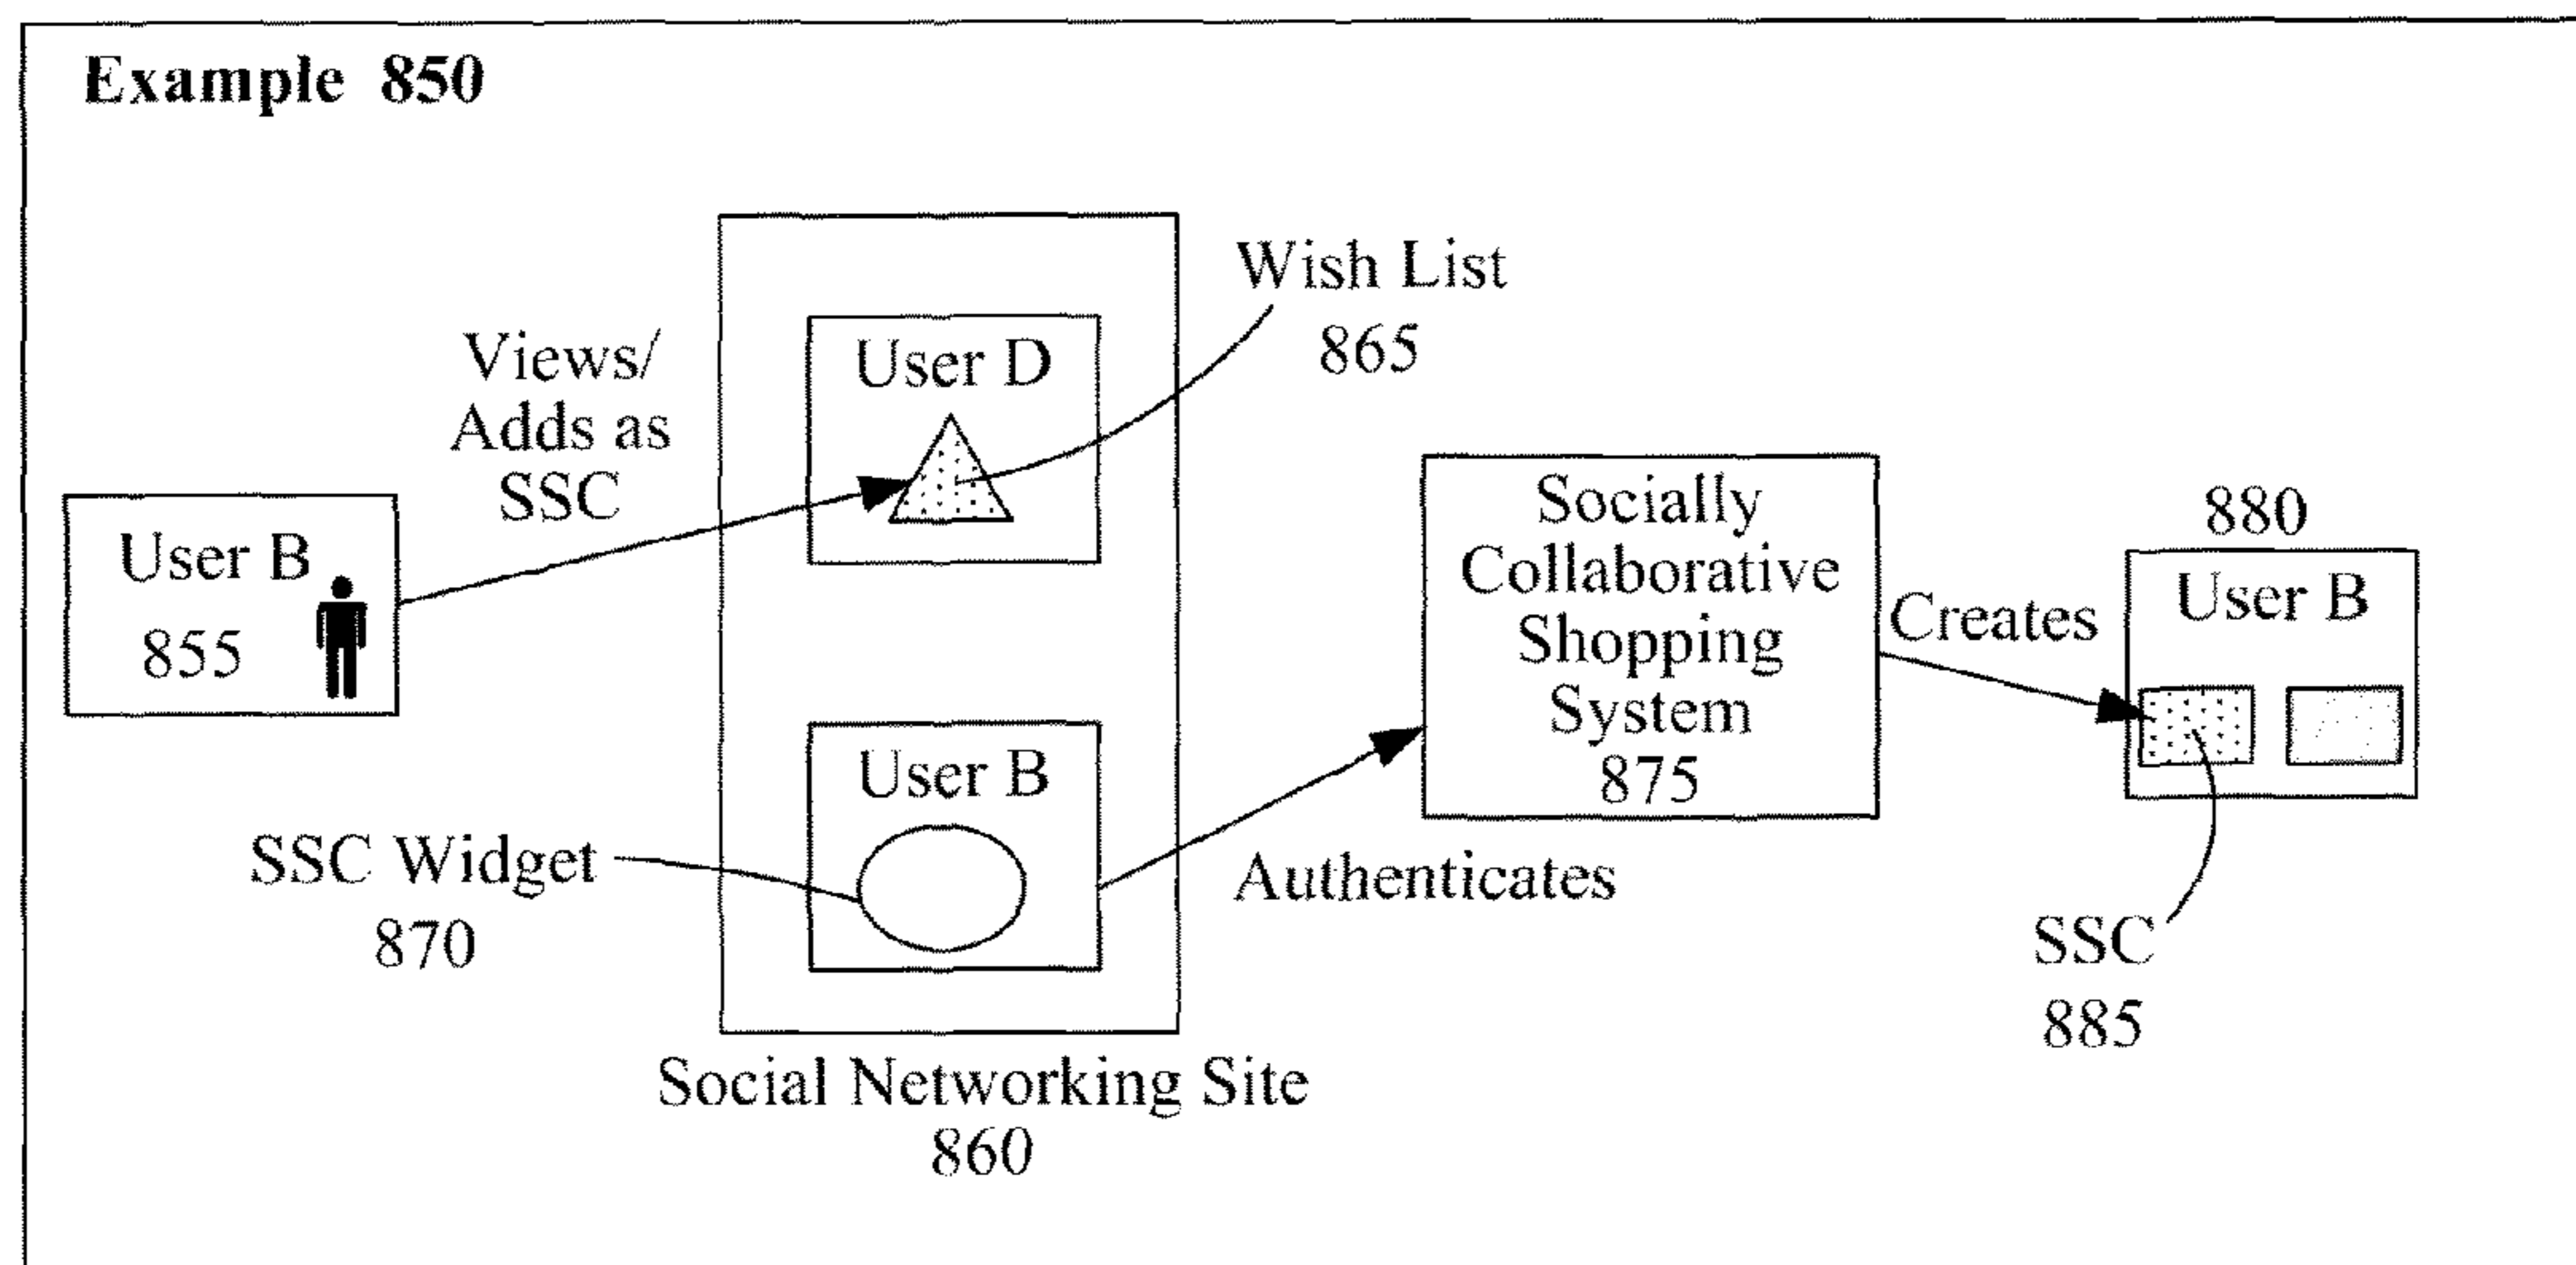 Example 850
Wish List
865
Views/
Adds as
SSC
User D
User B
855
Socially
Collaborative
Shopping
System
875
880
User B
Creates
User B
SSC Widget
870
Authenticates
SSC
885
Social Networking Site
860